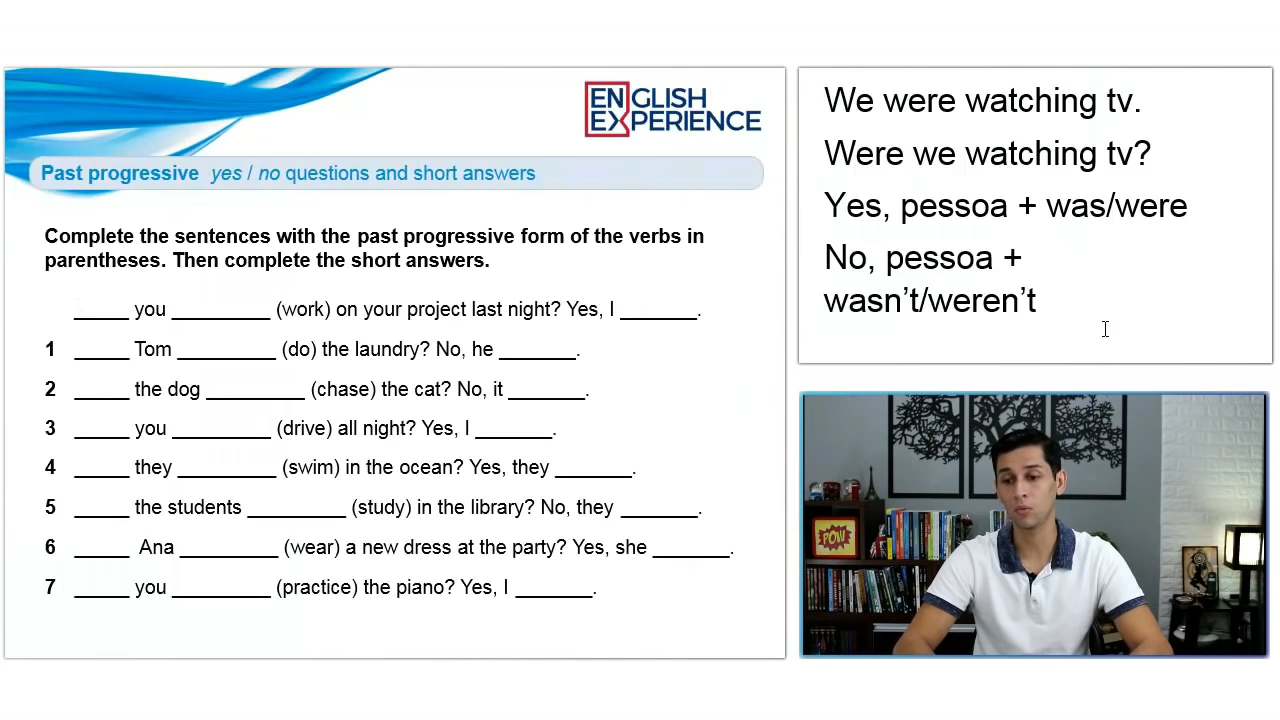 ENGLISH
EXPERIENCE
Past progressive yes / no questions and short answers
Complete the sentences with the past progressive form of the verbs in
parentheses. Then complete the short answers.
_____ you _________ (work) on your project last night? Yes, I _______.
1 _____ Tom _________ (do) the laundry? No, he _______.
2 _____ the dog _________ (chase) the cat? No, it _______.
3 _____ you _________ (drive) all night? Yes, I _______.
4 _____ they _________ (swim) in the ocean? Yes, they _______.
5 _____ the students _________ (study) in the library? No, they _______.
6 _____ Ana _________ (wear) a new dress at the party? Yes, she _______.
7 _____ you _________ (practice) the piano? Yes, I _______.
We were watching tv.
Were we watching tv?
Yes, pessoa + was/were
No, pessoa +
wasn’t/weren’t
POW